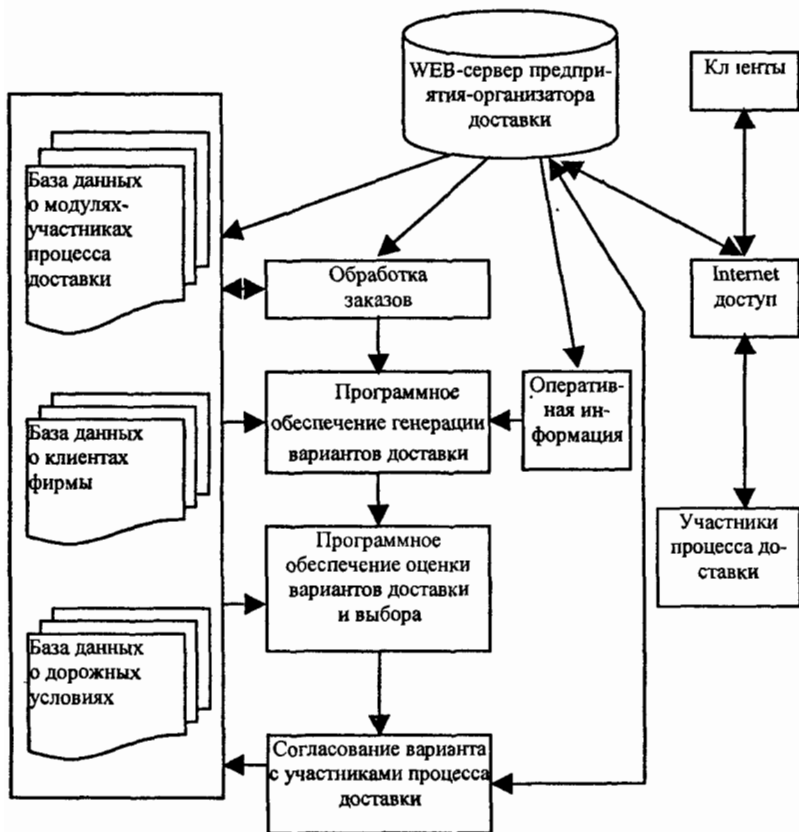 WEB-сервер предпри-
ятия-организатора
доставки
Клиенты
База данных
о модулях-
участниках
процесса
доставки
Обработка
заказов
Internet
доступ
Программное
обеспечение генерации
вариантов доставки
Оператив-
ная ин-
формация
База данных
о клиентах
фирмы
Программное
обеспечение оценки
вариантов доставки
и выбора
Участники
процесса до-
ставки
База данных
о дорожных
условиях
Согласование варианта
с участниками процесса
доставки